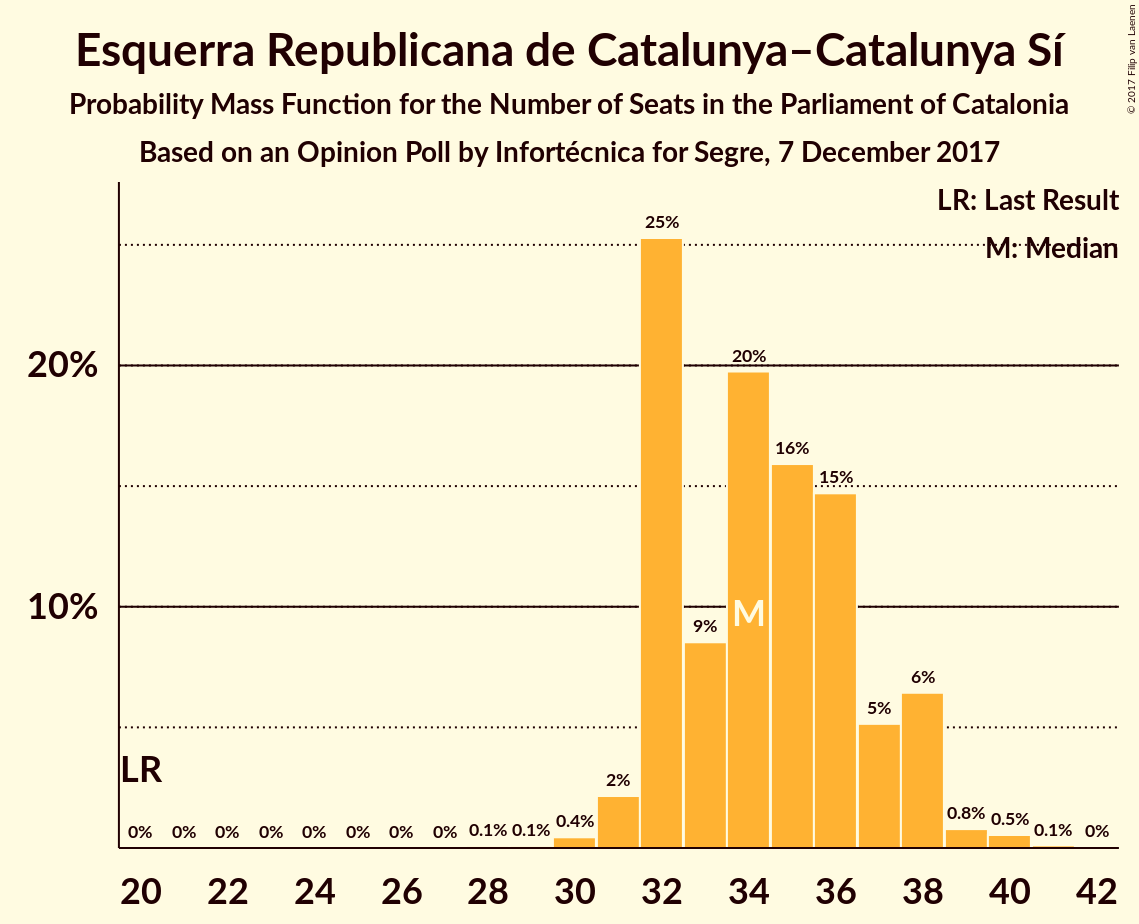 Esquerra Republicana de Catalunya–Catalunya Sí
Probability Mass Function for the Number of Seats in the Parliament of Catalonia
Based on an Opinion Poll by Infortécnica for Segre, 7 December 2017
© 2017 Filip van Laenen
LR: Last Result
M: Median
25%
20%
20%
16%
15%
10%
M
9%
6%
5%
LR
2%
0% 0% 0% 0% 0% 0% 0% 0% 0.1% 0.1% 0.4% 0.8% 0.5% 0.1% 0%
20 22 24 26 28 30 32 34 36 38 40 42